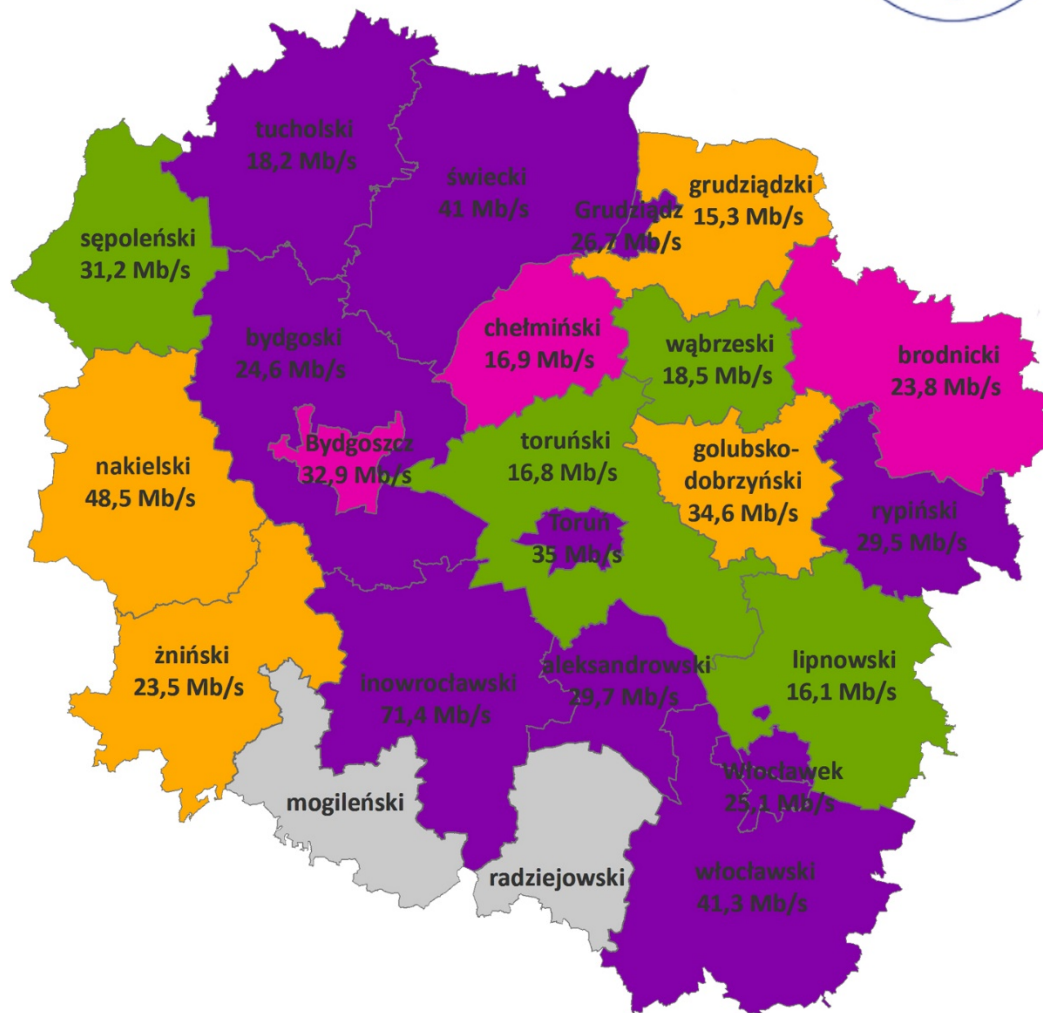 tucholski
18,2 Mb/s
świecki
41 Mb/s
grudziądzki
15,3 Mb/s
Grudziądz
26,7 Mb/s
sępoleński
31,2 Mb/s
bydgoski
24,6 Mb/s
chełmiński
16,9 Mb/s
wąbrzeski
18,5 Mb/s
brodnicki
23,8 Mb/s
Bydgoszcz
32,9 Mb/s
toruński
16,8 Mb/s
golubsko-
dobrzyński
34,6 Mb/s
nakielski
48,5 Mb/s
rypiński
29,5 Mb/s
Toruń
35 Mb/s
żniński
23,5 Mb/s
inowrocławski
71,4 Mb/s
aleksandrowski
29,7 Mb/s
lipnowski
16,1 Mb/s
Włocławek
25,1 Mb/s
mogileński
radziejowski
włocławski
41,3 Mb/s